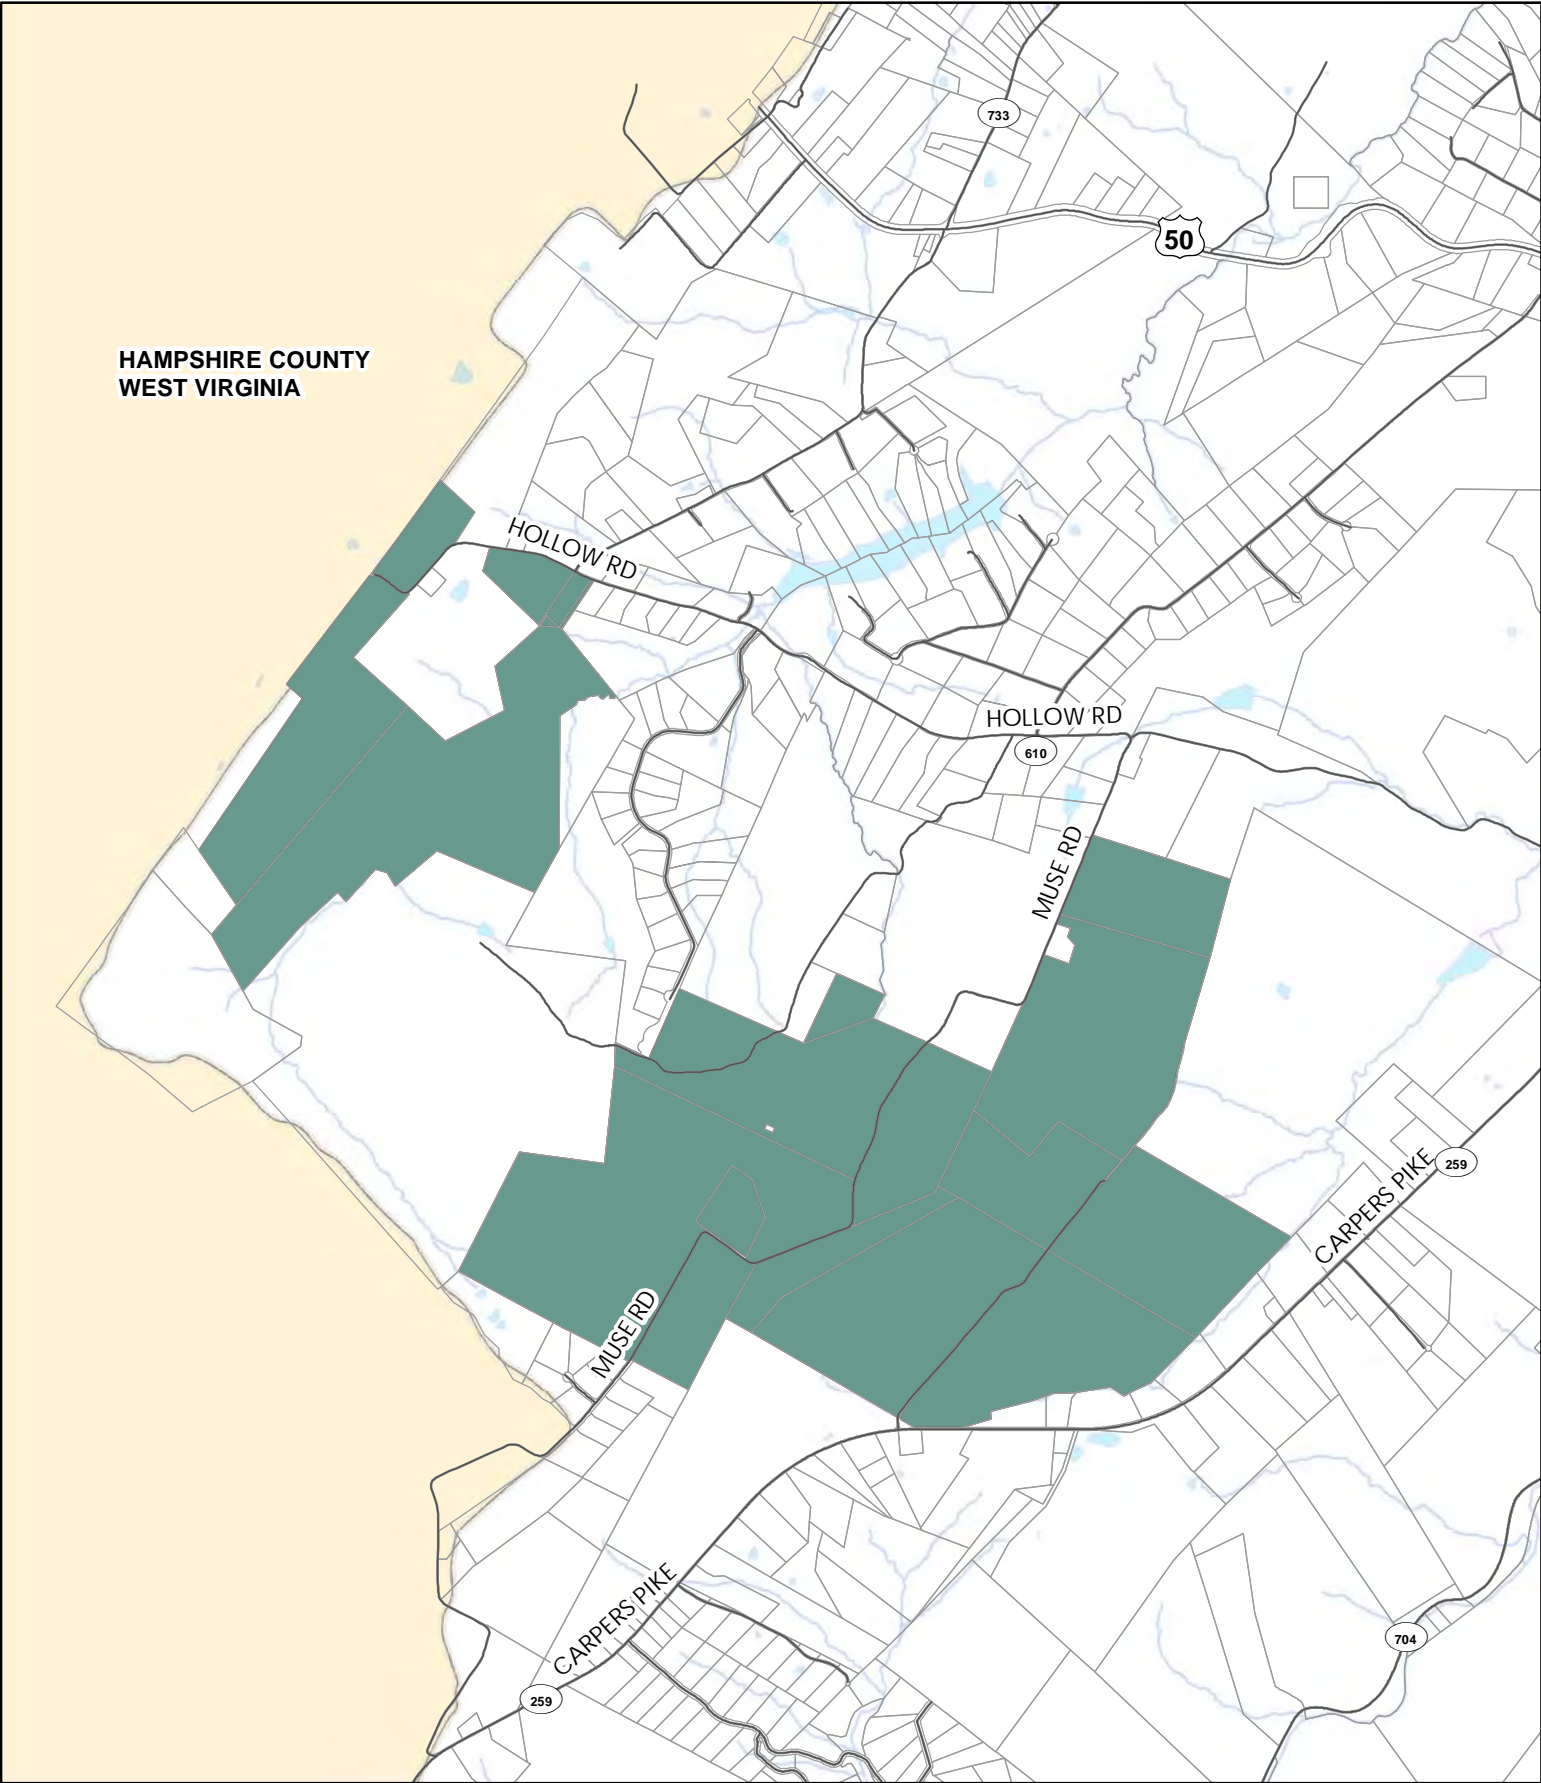 733
50
HAMPSHIRE COUNTY
WEST VIRGINIA
HOLLOW RD
HOLLOW RD
610
MUSE RD
259
CARPERS PIKE
MUSE RD
CARPERS PIKE
704
259